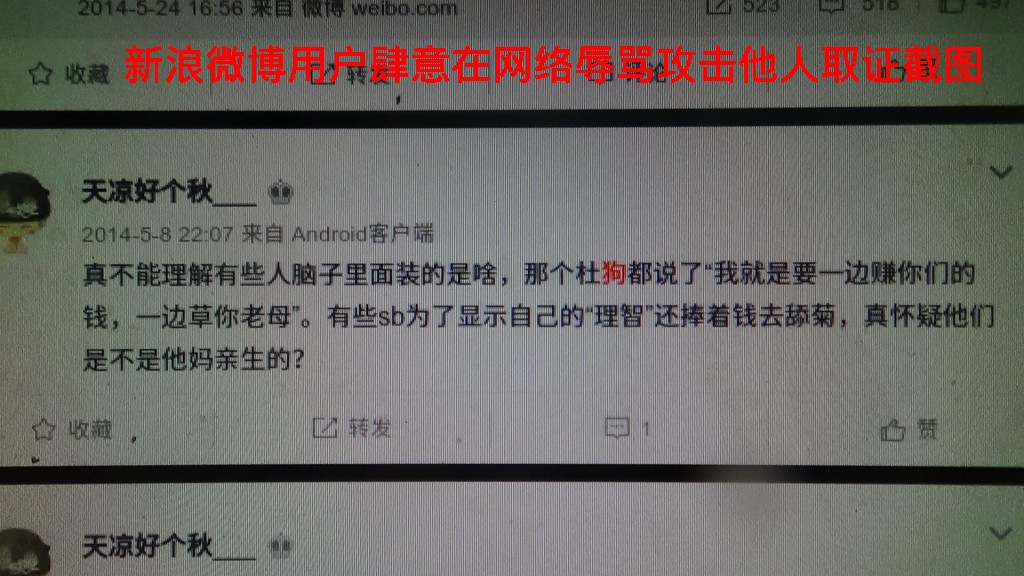 2014-5-24 16:56 来自 微博 weibo.com
523 518 497
新浪微博用户肆意在网络辱骂攻击他人取证截图
收藏 转发
天凉好个秋___
2014-5-8 22:07 来自 Android客户端
真不能理解有些人脑子里面装的是啥，那个杜狗都说了“我就是要一边赚你们的
钱，一边草你老母”。有些sb为了显示自己的“理智”还捧着钱去舔菊，真怀疑他们
是不是他妈亲生的？
收藏 转发 1 赞
天凉好个秋___